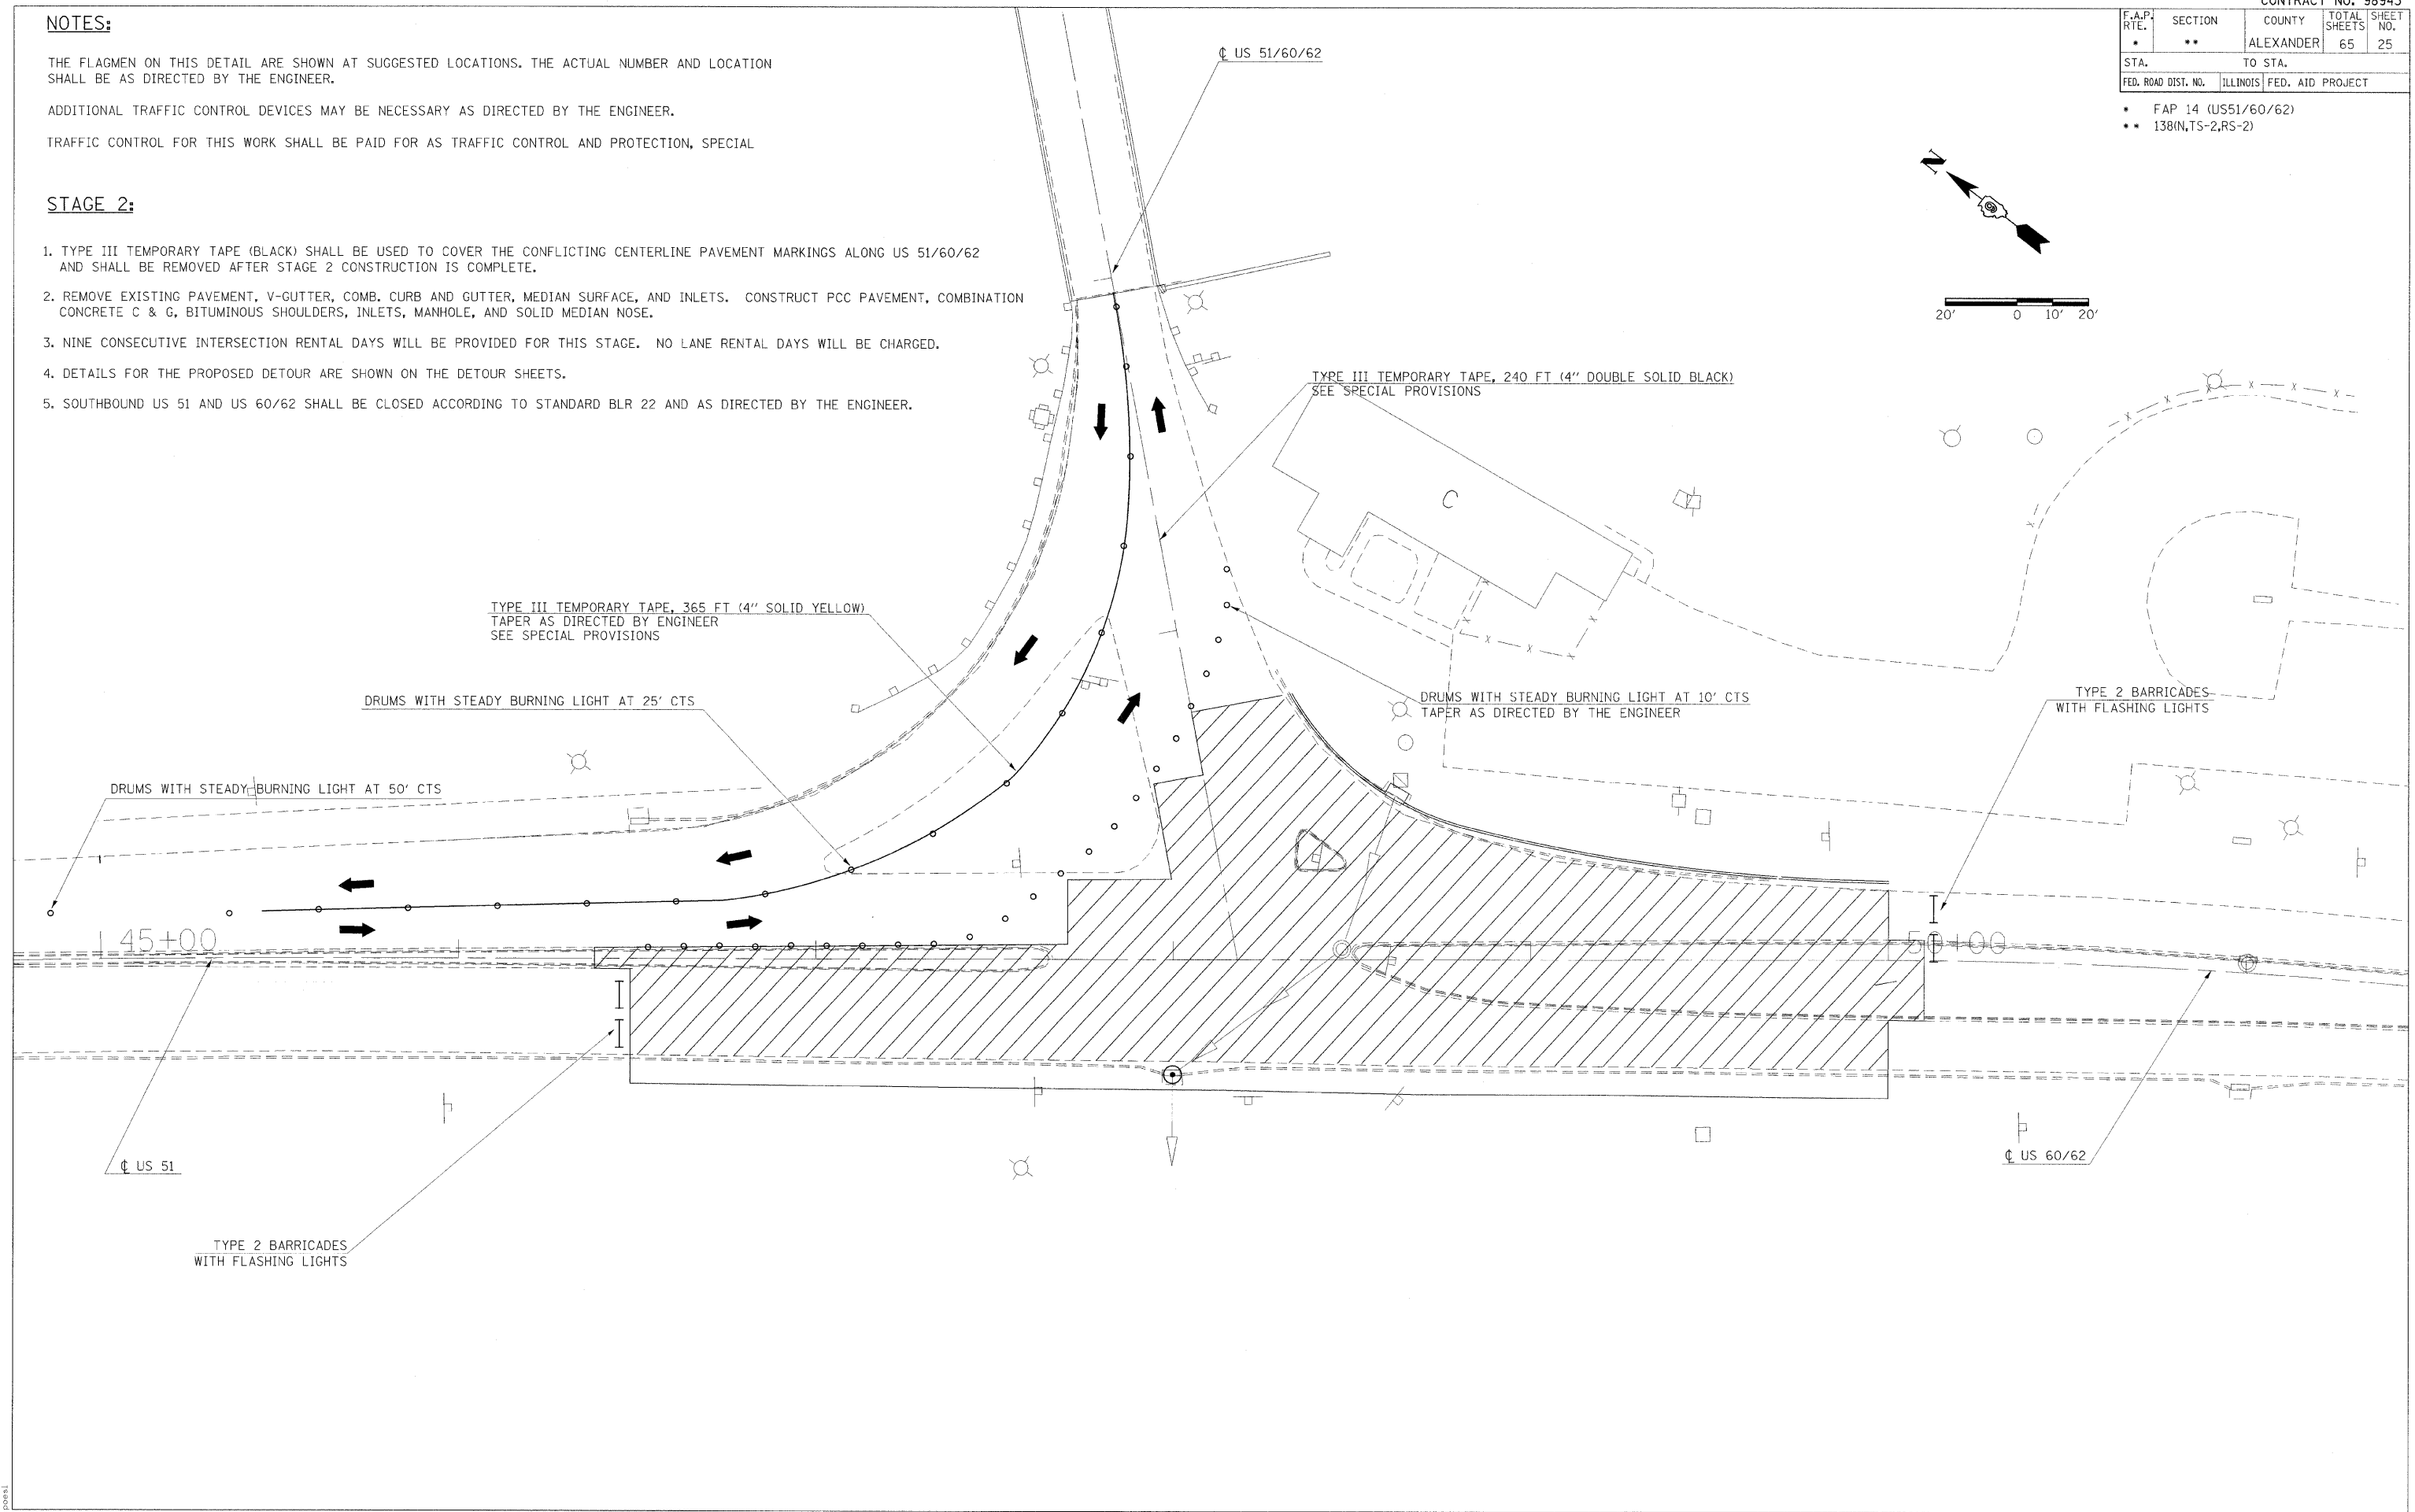 CONTRACT NO. 98945
F.A.P. RTE. SECTION COUNTY TOTAL SHEETS SHEET NO.
* ** ALEXANDER 65 25
STA. TO STA.
FED. ROAD DIST. NO. ILLINOIS FED. AID PROJECT
* FAP 14 (US51/60/62)
** 138(N,TS-2,RS-2)
NOTES:
THE FLAGMEN ON THIS DETAIL ARE SHOWN AT SUGGESTED LOCATIONS. THE ACTUAL NUMBER AND LOCATION
SHALL BE AS DIRECTED BY THE ENGINEER.
ADDITIONAL TRAFFIC CONTROL DEVICES MAY BE NECESSARY AS DIRECTED BY THE ENGINEER.
TRAFFIC CONTROL FOR THIS WORK SHALL BE PAID FOR AS TRAFFIC CONTROL AND PROTECTION, SPECIAL
STAGE 2:
1. TYPE III TEMPORARY TAPE (BLACK) SHALL BE USED TO COVER THE CONFLICTING CENTERLINE PAVEMENT MARKINGS ALONG US 51/60/62
AND SHALL BE REMOVED AFTER STAGE 2 CONSTRUCTION IS COMPLETE.
2. REMOVE EXISTING PAVEMENT, V-GUTTER, COMB. CURB AND GUTTER, MEDIAN SURFACE, AND INLETS. CONSTRUCT PCC PAVEMENT, COMBINATION
CONCRETE C & G, BITUMINOUS SHOULDERS, INLETS, MANHOLE, AND SOLID MEDIAN NOSE.
3. NINE CONSECUTIVE INTERSECTION RENTAL DAYS WILL BE PROVIDED FOR THIS STAGE. NO LANE RENTAL DAYS WILL BE CHARGED.
4. DETAILS FOR THE PROPOSED DETOUR ARE SHOWN ON THE DETOUR SHEETS.
5. SOUTHBOUND US 51 AND US 60/62 SHALL BE CLOSED ACCORDING TO STANDARD BLR 22 AND AS DIRECTED BY THE ENGINEER.
℄ US 51/60/62
N
20' 0 10' 20'
TYPE III TEMPORARY TAPE, 240 FT (4" DOUBLE SOLID BLACK)
SEE SPECIAL PROVISIONS
C
TYPE III TEMPORARY TAPE, 365 FT (4" SOLID YELLOW)
TAPER AS DIRECTED BY ENGINEER
SEE SPECIAL PROVISIONS
DRUMS WITH STEADY BURNING LIGHT AT 25' CTS
DRUMS WITH STEADY BURNING LIGHT AT 10' CTS
TAPER AS DIRECTED BY THE ENGINEER
TYPE 2 BARRICADES
WITH FLASHING LIGHTS
DRUMS WITH STEADY BURNING LIGHT AT 50' CTS
45+00
50+00
℄ US 51
℄ US 60/62
TYPE 2 BARRICADES
WITH FLASHING LIGHTS